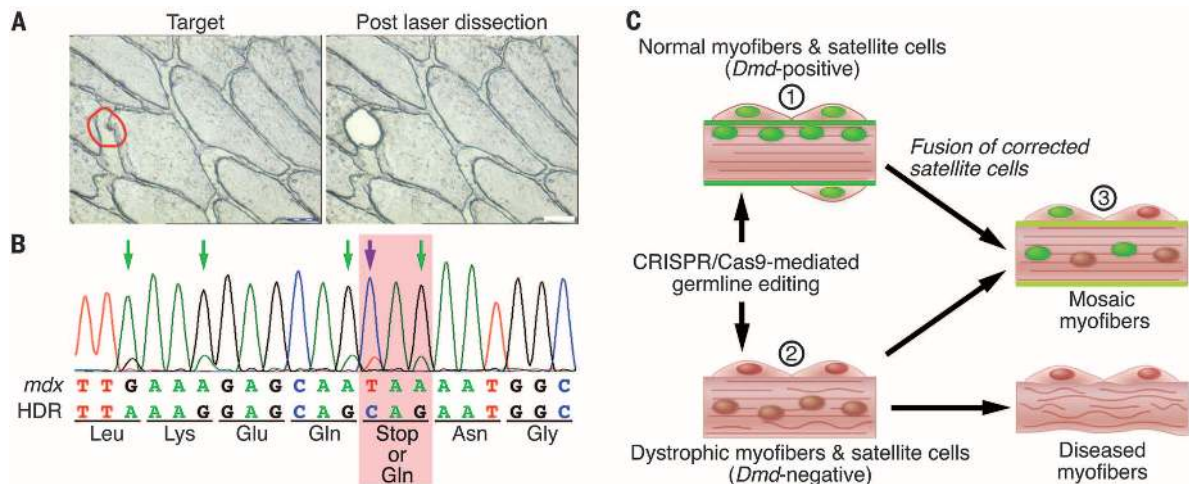 A
Target
Post laser dissection
B
mdx T T G A A A G A G C A A T A A A A T G G C
HDR T T A A A G G A G C A G C A G A A T G G C
Leu Lys Glu Gln Stop Asn Gly
or
Gln
C
Normal myofibers & satellite cells
(Dmd-positive)
1
Fusion of corrected
satellite cells
3
CRISPR/Cas9-mediated
germline editing
Mosaic
myofibers
2
Dystrophic myofibers & satellite cells
(Dmd-negative)
Diseased
myofibers